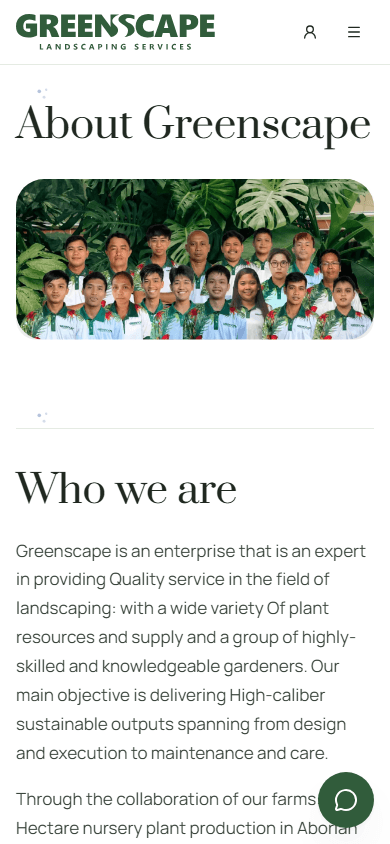 GREENSCAPE
LANDSCAPING SERVICES
About Greenscape
Who we are
Greenscape is an enterprise that is an expert
in providing Quality service in the field of
landscaping: with a wide variety Of plant
resources and supply and a group of highly-
skilled and knowledgeable gardeners. Our
main objective is delivering High-caliber
sustainable outputs spanning from design
and execution to maintenance and care.
Through the collaboration of our farms
Hectare nursery plant production in Aborlan